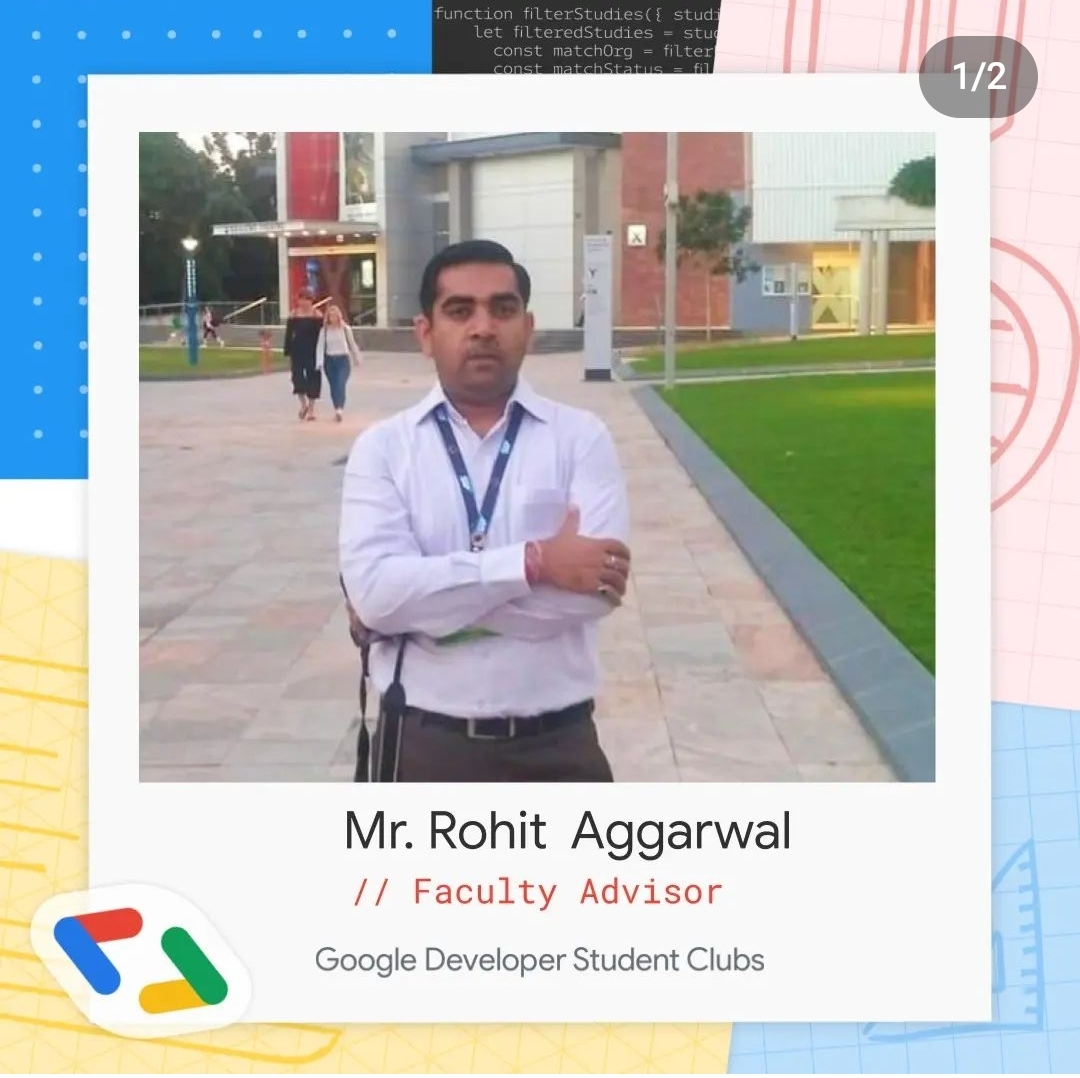 function filterStudies({ studi
let filteredStudies = stud
const matchOrg = filter
const matchStatus = fil
1/2
Mr. Rohit Aggarwal
// Faculty Advisor
Google Developer Student Clubs